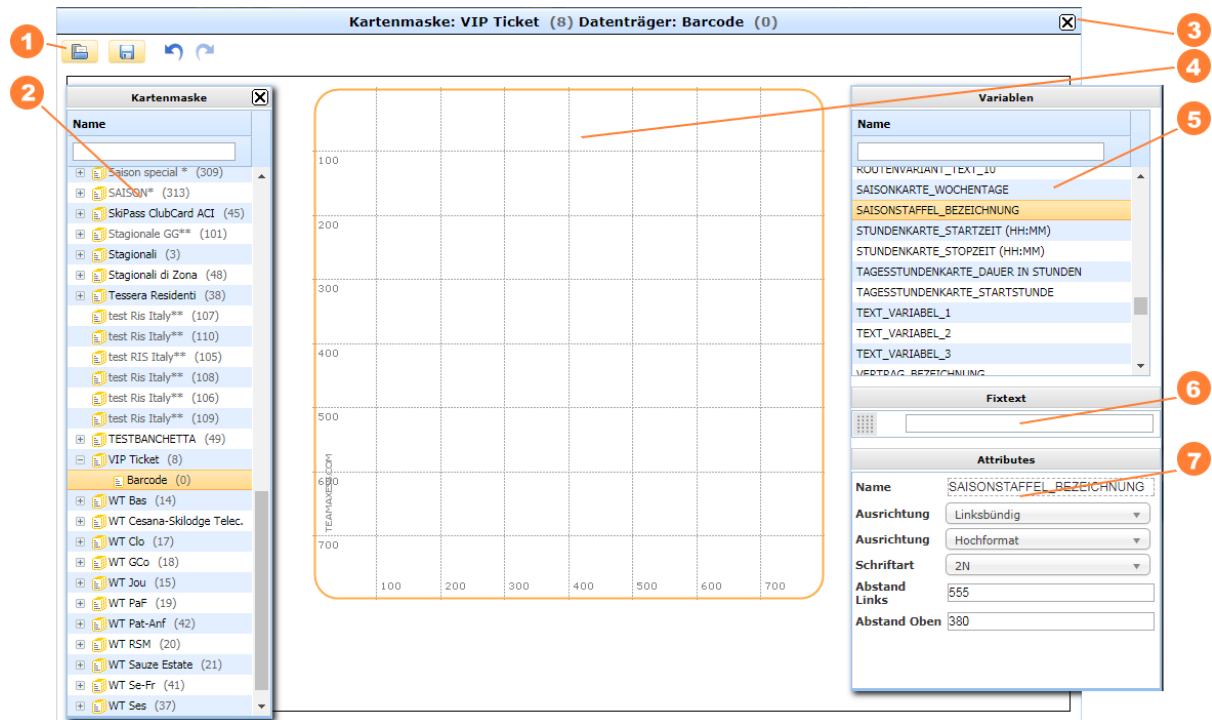 Kartenmaske: VIP Ticket (8) Datenträger: Barcode (0)
1
2
3
4
5
6
7
Kartenmaske
Name
Saison special * (309)
SAISON* (313)
SkiPass ClubCard ACI (45)
Stagionale GG** (101)
Stagionali (3)
Stagionali di Zona (48)
Tessera Residenti (38)
test Ris Italy** (107)
test Ris Italy** (110)
test RIS Italy** (105)
test Ris Italy** (108)
test Ris Italy** (106)
test Ris Italy** (109)
TESTBANCHETTA (49)
VIP Ticket (8)
Barcode (0)
WT Bas (14)
WT Cesana-Skilodge Telec.
WT Clo (17)
WT GCo (18)
WT Jou (15)
WT PaF (19)
WT Pat-Anf (42)
WT RSM (20)
WT Sauze Estate (21)
WT Se-Fr (41)
WT Ses (37)
100
200
300
400
500
600
700
TEAMAXESS.COM
100 200 300 400 500 600 700
Variablen
Name
ROUTENVARIANT_TEXT_10
SAISONKARTE_WOCHENTAGE
SAISONSTAFFEL_BEZEICHNUNG
STUNDENKARTE_STARTZEIT (HH:MM)
STUNDENKARTE_STOPZEIT (HH:MM)
TAGESSTUNDENKARTE_DAUER IN STUNDEN
TAGESSTUNDENKARTE_STARTSTUNDE
TEXT_VARIABEL_1
TEXT_VARIABEL_2
TEXT_VARIABEL_3
VERTRAG_BEZEICHNUNG
Fixtext
Attributes
Name SAISONSTAFFEL_BEZEICHNUNG
Ausrichtung Linksbündig
Ausrichtung Hochformat
Schriftart 2N
Abstand Links 555
Abstand Oben 380